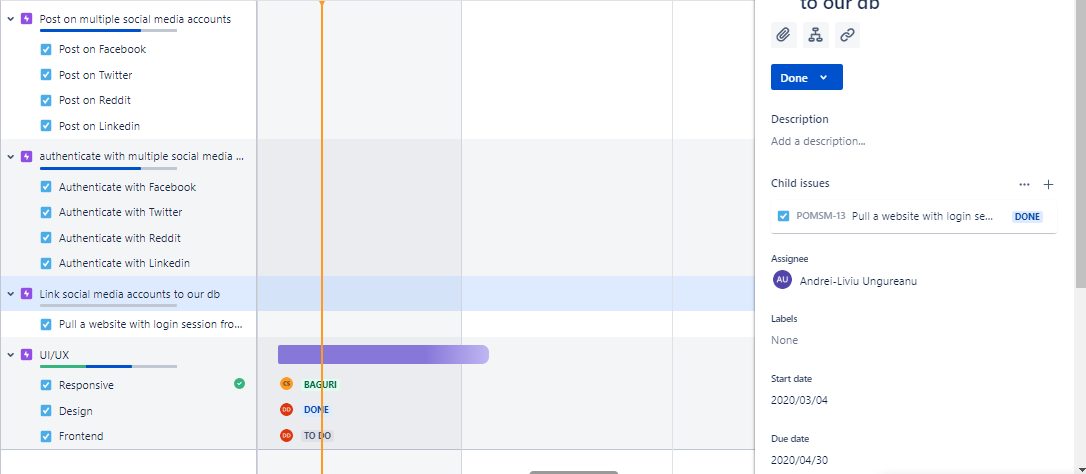 Post on multiple social media accounts
Post on Facebook
Post on Twitter
Post on Reddit
Post on Linkedin
authenticate with multiple social media ...
Authenticate with Facebook
Authenticate with Twitter
Authenticate with Reddit
Authenticate with Linkedin
Link social media accounts to our db
Pull a website with login session fro...
UI/UX
Responsive
CS BAGURI
Design
DD DONE
Frontend
DD TO DO
to our db
Done
Description
Add a description...
Child issues
POMSM-13 Pull a website with login se... DONE
Assignee
AU Andrei-Liviu Ungureanu
Labels
None
Start date
2020/03/04
Due date
2020/04/30